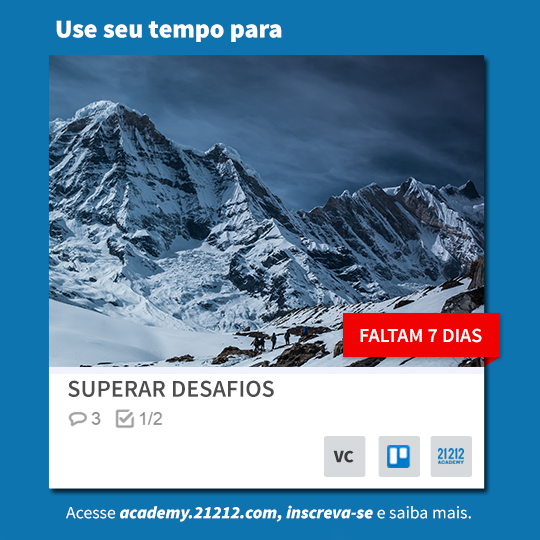 Use seu tempo para
FALTAM 7 DIAS
SUPERAR DESAFIOS
3 1/2
VC
21212
ACADEMY
Acesse academy.21212.com, inscreva-se e saiba mais.